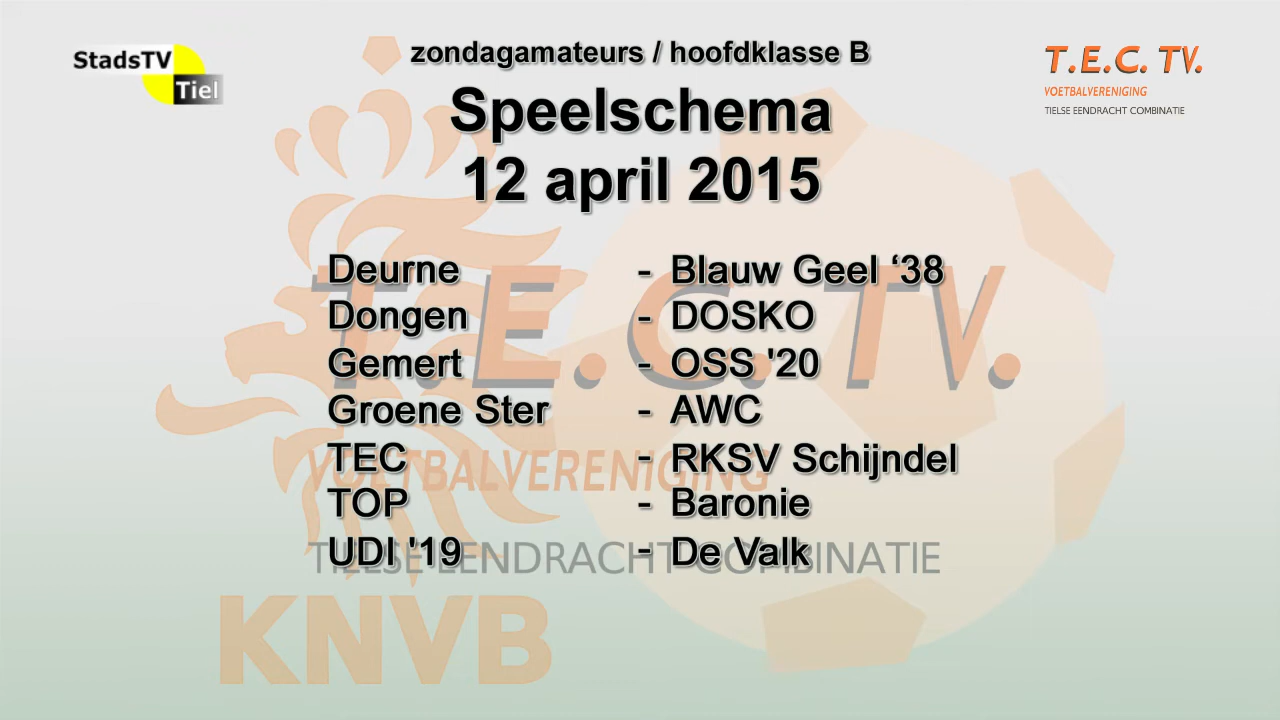 StadsTV
Tiel
zondagamateurs / hoofdklasse B
T.E.C. TV.
VOETBALVERENIGING
TIELSE EENDRACHT COMBINATIE
Speelschema
12 april 2015
Deurne - Blauw Geel ‘38
Dongen - DOSKO
Gemert - OSS '20
Groene Ster - AWC
TEC - RKSV Schijndel
TOP - Baronie
UDI '19 - De Valk
T.E.C. TV.
VOETBALVERENIGING
TIELSE EENDRACHT COMBINATIE
KNVB